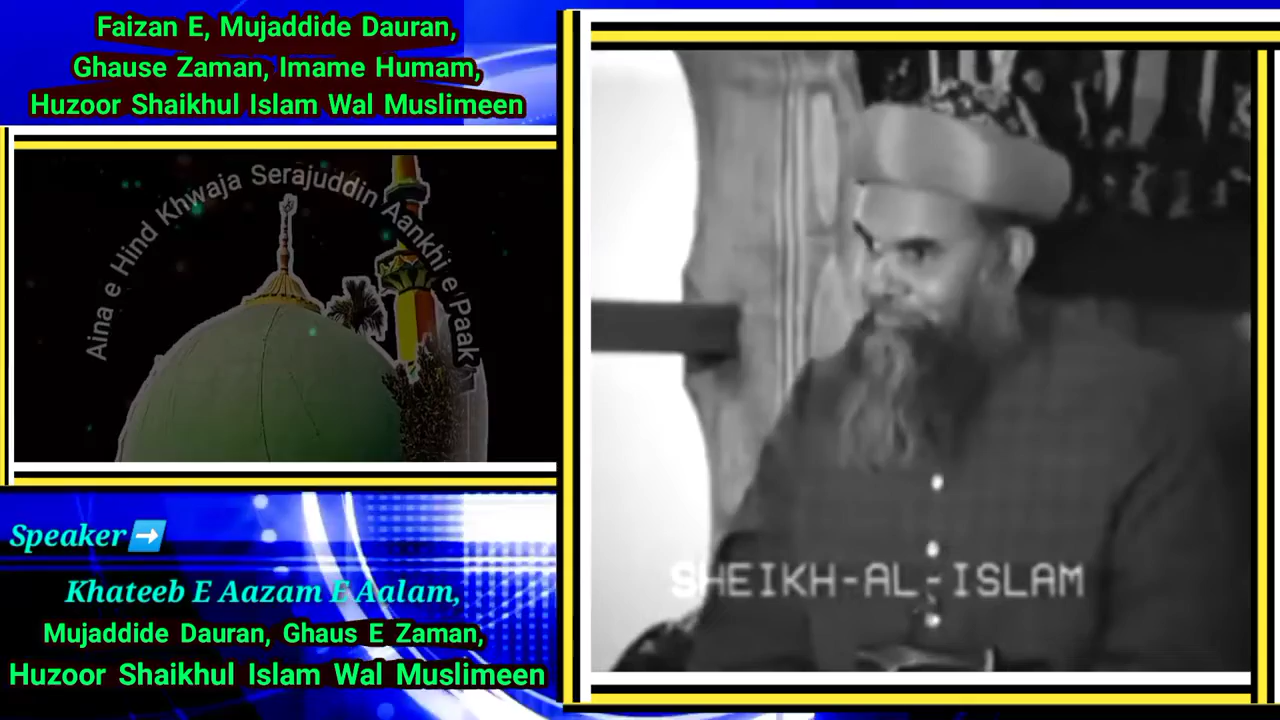 Faizan E, Mujaddide Dauran,
Ghause Zaman, Imame Humam,
Huzoor Shaikhul Islam Wal Muslimeen
Aina e Hind Khwaja Serajuddin Aankhi e Paak
Speaker➡️
Khateeb E Aazam E Aalam,
Mujaddide Dauran, Ghaus E Zaman,
Huzoor Shaikhul Islam Wal Muslimeen
SHEIKH-AL-ISLAM